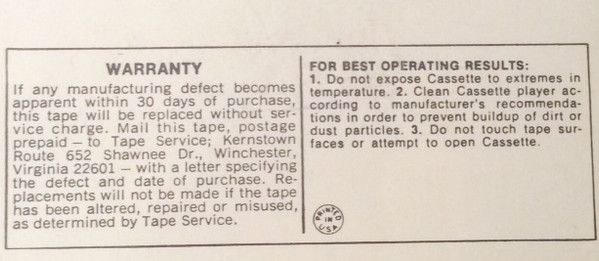 WARRANTY
If any manufacturing defect becomes
apparent within 30 days of purchase,
this tape will be replaced without ser-
vice charge. Mail this tape, postage
prepaid – to Tape Service; Kernstown
Route 652 Shawnee Dr., Winchester,
Virginia 22601 – with a letter specifying
the defect and date of purchase. Re-
placements will not be made if the tape
has been altered, repaired or misused,
as determined by Tape Service.
FOR BEST OPERATING RESULTS:
1. Do not expose Cassette to extremes in
temperature. 2. Clean Cassette player ac-
cording to manufacturer's recommenda-
tions in order to prevent buildup of dirt or
dust particles. 3. Do not touch tape sur-
faces or attempt to open Cassette.
PRINTED
IN
USA